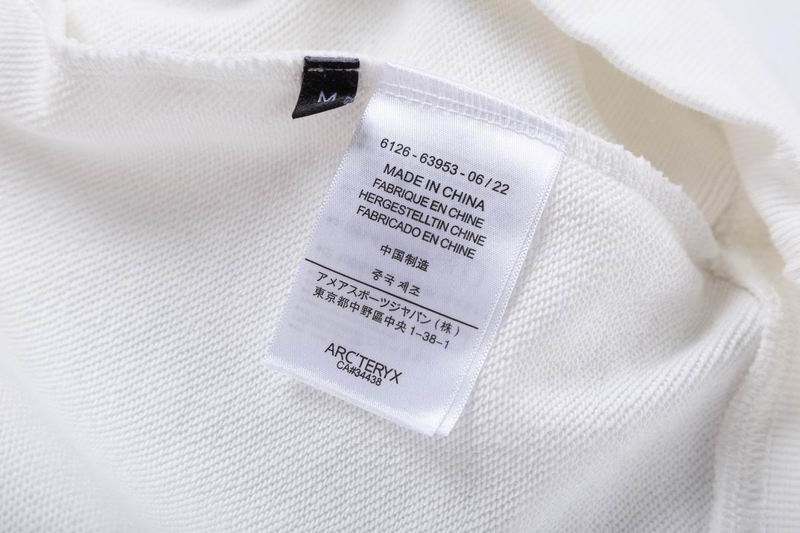 M
6126 - 63953 - 06 / 22
MADE IN CHINA
FABRIQUE EN CHINE
HERGESTELLTIN CHINE
FABRICADO EN CHINE
中国制造
중국 제조
アメアスポーツジャパン (株)
東京都中野區中央 1-38-1
ARC'TERYX
CA#34438